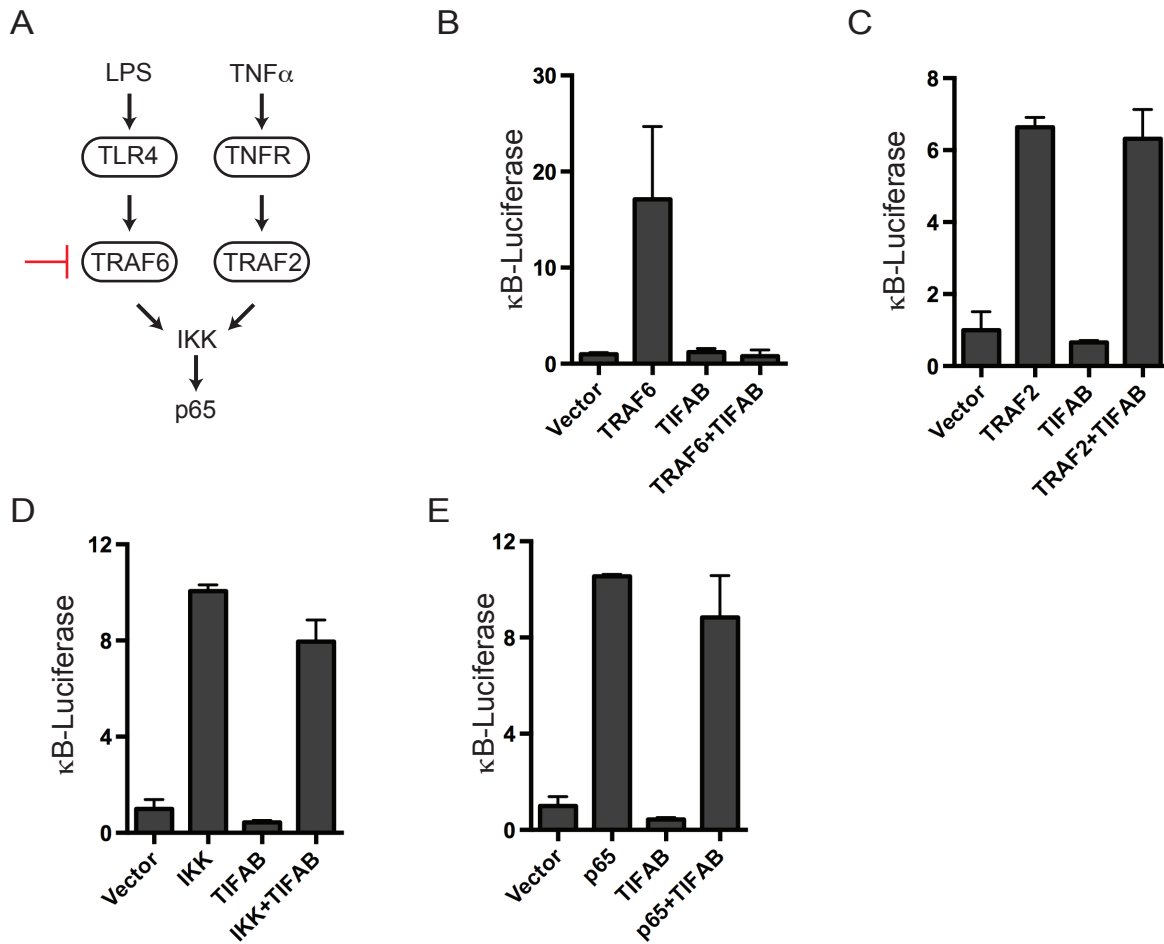 A
LPS TNFα
TLR4 TNFR
TRAF6 TRAF2
IKK
p65
B
κB-Luciferase
30
20
10
0
Vector
TRAF6
TIFAB
TRAF6+TIFAB
C
κB-Luciferase
8
6
4
2
0
Vector
TRAF2
TIFAB
TRAF2+TIFAB
D
κB-Luciferase
12
8
4
0
Vector
IKK
TIFAB
IKK+TIFAB
E
κB-Luciferase
12
8
4
0
Vector
p65
TIFAB
p65+TIFAB